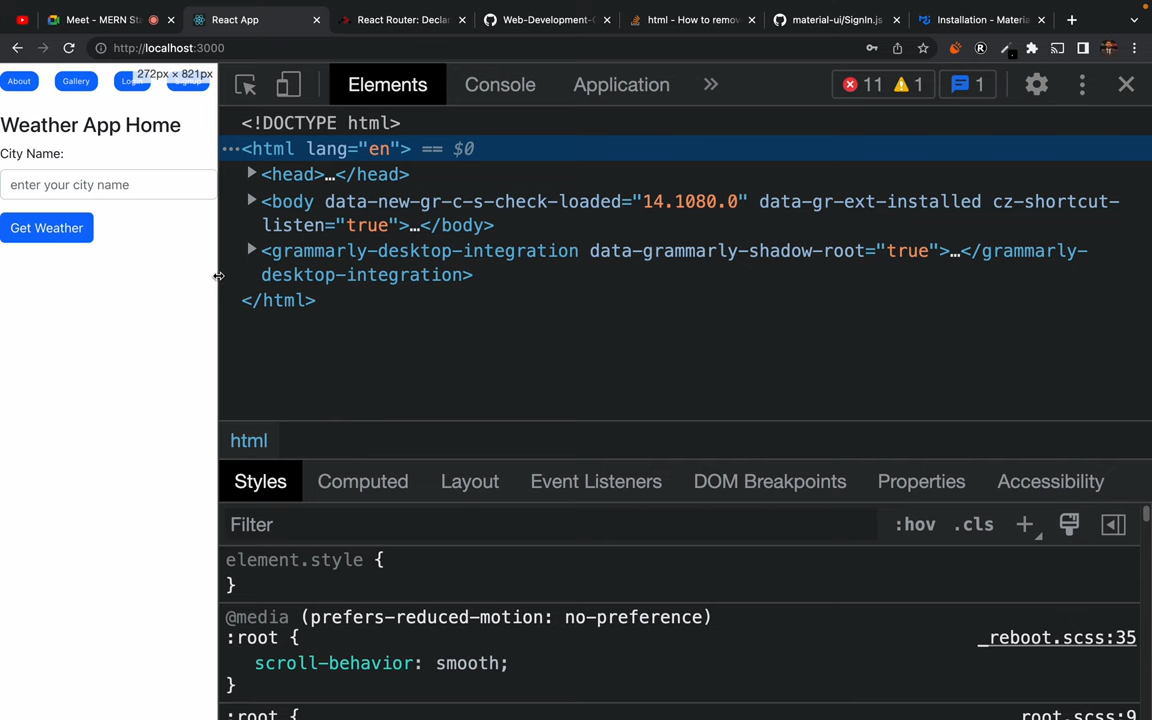 Meet - MERN St
React App
React Router: Decla
Web-Development-
html - How to remov
material-ui/SignIn.js
Installation - Materia
http://localhost:3000
About
Gallery
272px × 821px
Weather App Home
City Name:
enter your city name
Get Weather
Elements
Console
Application
11
1
1
<!DOCTYPE html>
<html lang="en"> == $0
<head>…</head>
<body data-new-gr-c-s-check-loaded="14.1080.0" data-gr-ext-installed cz-shortcut-
listen="true">…</body>
<grammarly-desktop-integration data-grammarly-shadow-root="true">…</grammarly-
desktop-integration>
</html>
html
Styles
Computed
Layout
Event Listeners
DOM Breakpoints
Properties
Accessibility
Filter
:hov
.cls
element.style {
}
@media (prefers-reduced-motion: no-preference)
:root {
_reboot.scss:35
scroll-behavior: smooth;
}
:root {
root.scss:9